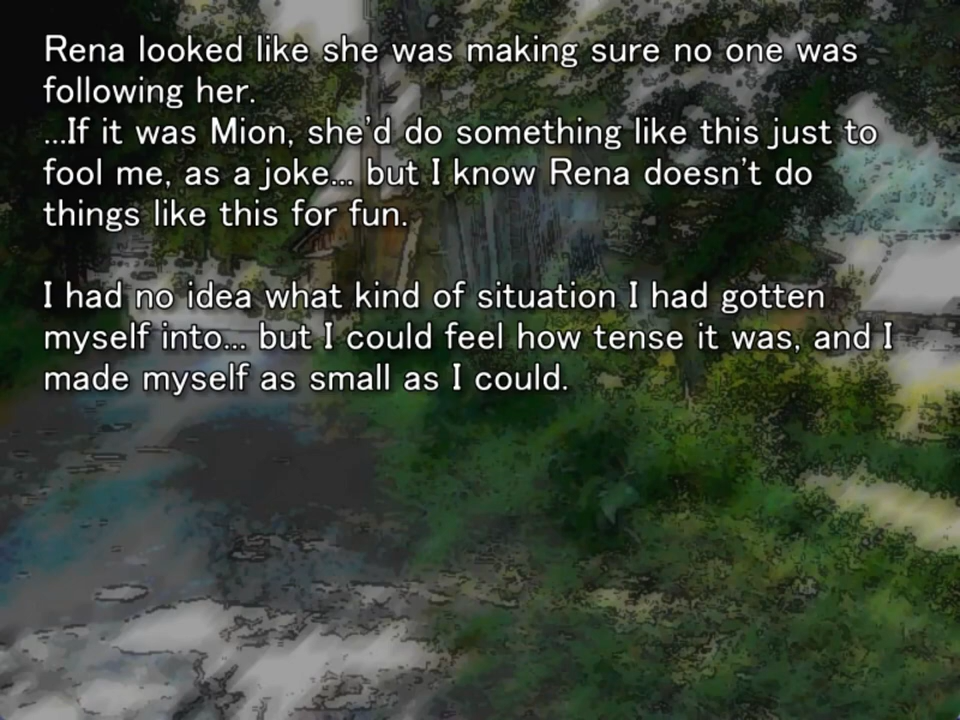 Rena looked like she was making sure no one was
following her.
...If it was Mion, she'd do something like this just to
fool me, as a joke... but I know Rena doesn't do
things like this for fun.
I had no idea what kind of situation I had gotten
myself into... but I could feel how tense it was, and I
made myself as small as I could.